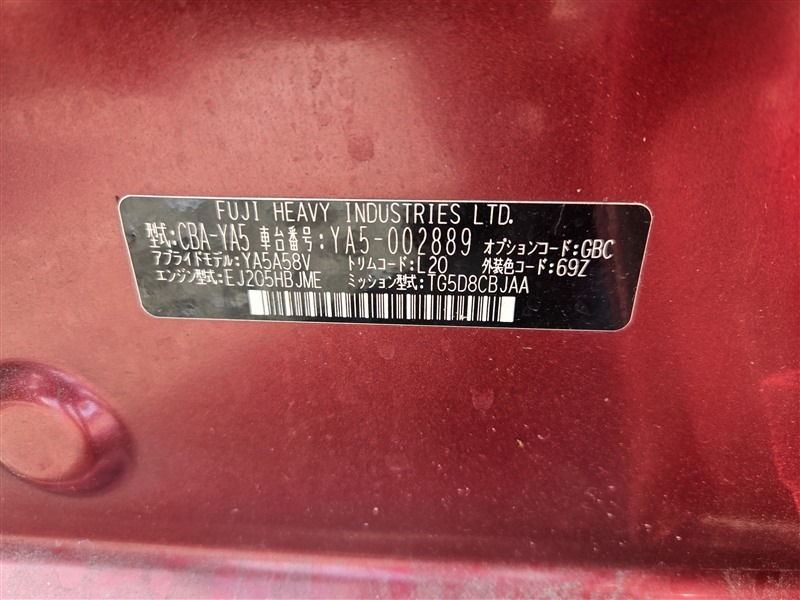 FUJI HEAVY INDUSTRIES LTD.
型式:CBA-YA5 車台番号:YA5-002889 オプションコード:GBC
アプライドモデル:YA5A58V トリムコード:L20 外装色コード:69Z
エンジン型式:EJ205HBJME ミッション型式:TG5D8CBJAA